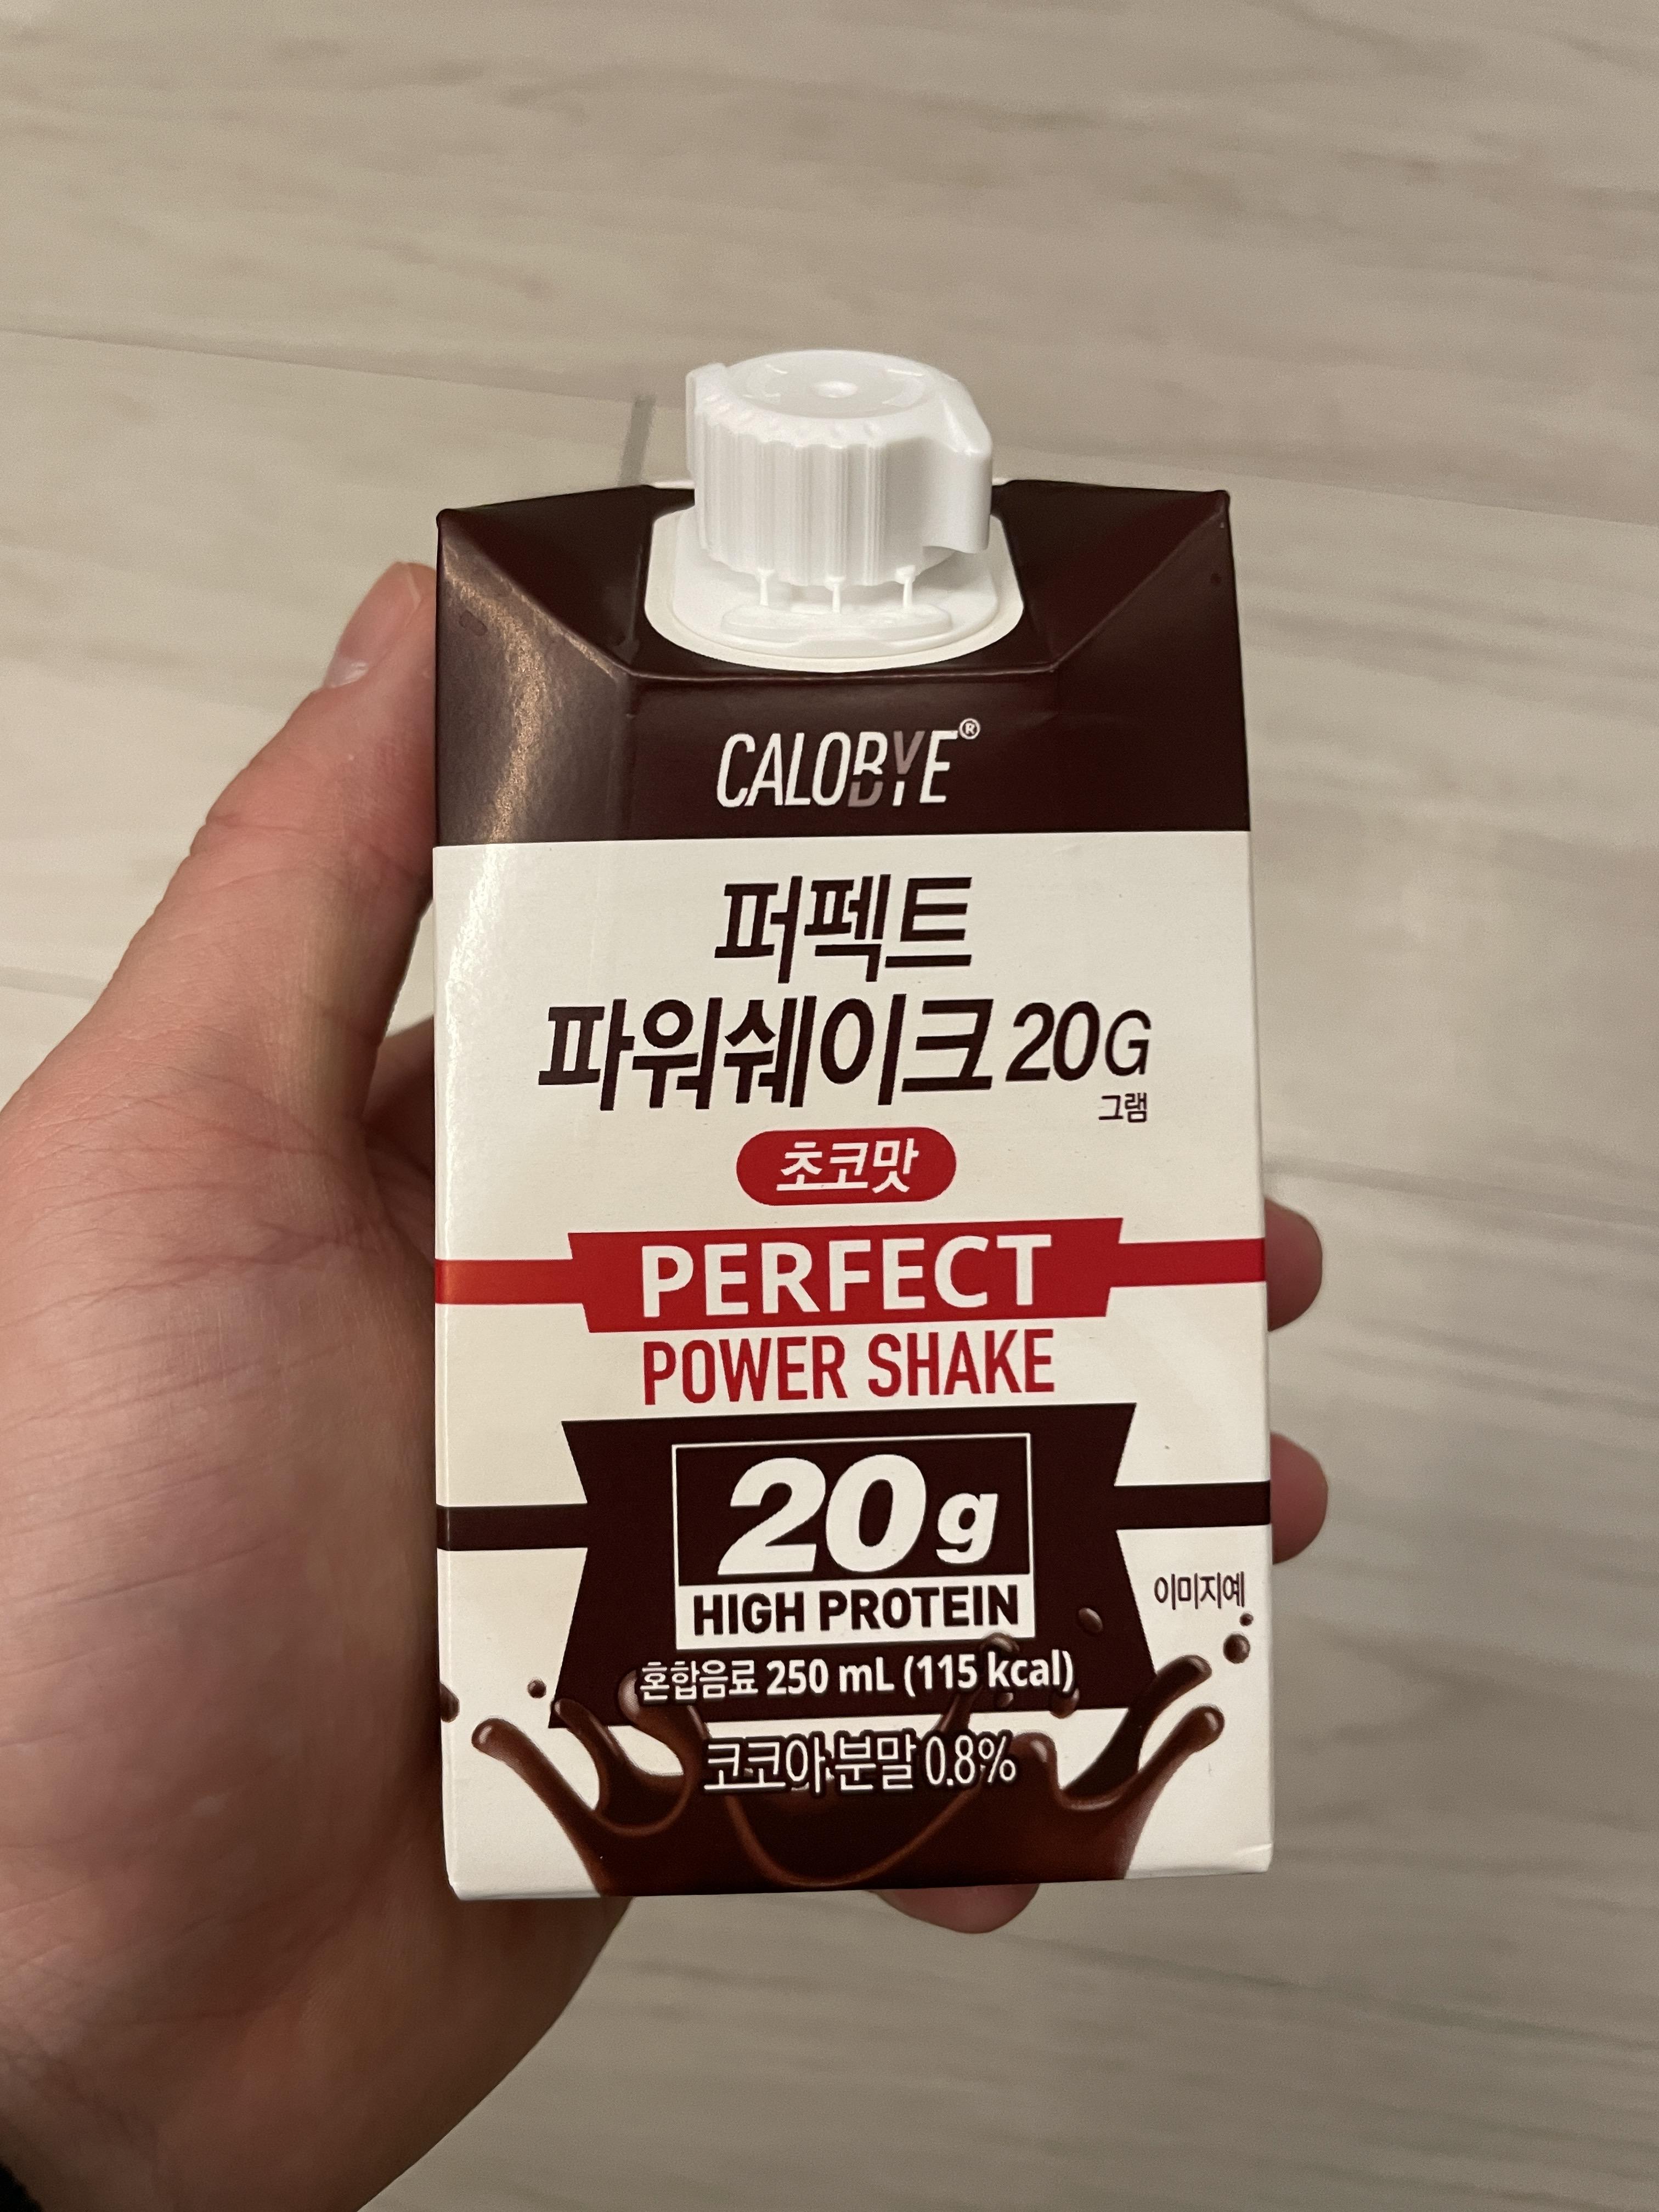 CALOBYE®
퍼펙트
파워쉐이크 20G
그램
초코맛
PERFECT
POWER SHAKE
20g
HIGH PROTEIN
이미지예
혼합음료 250 mL (115 kcal)
코코아분말 0.8%